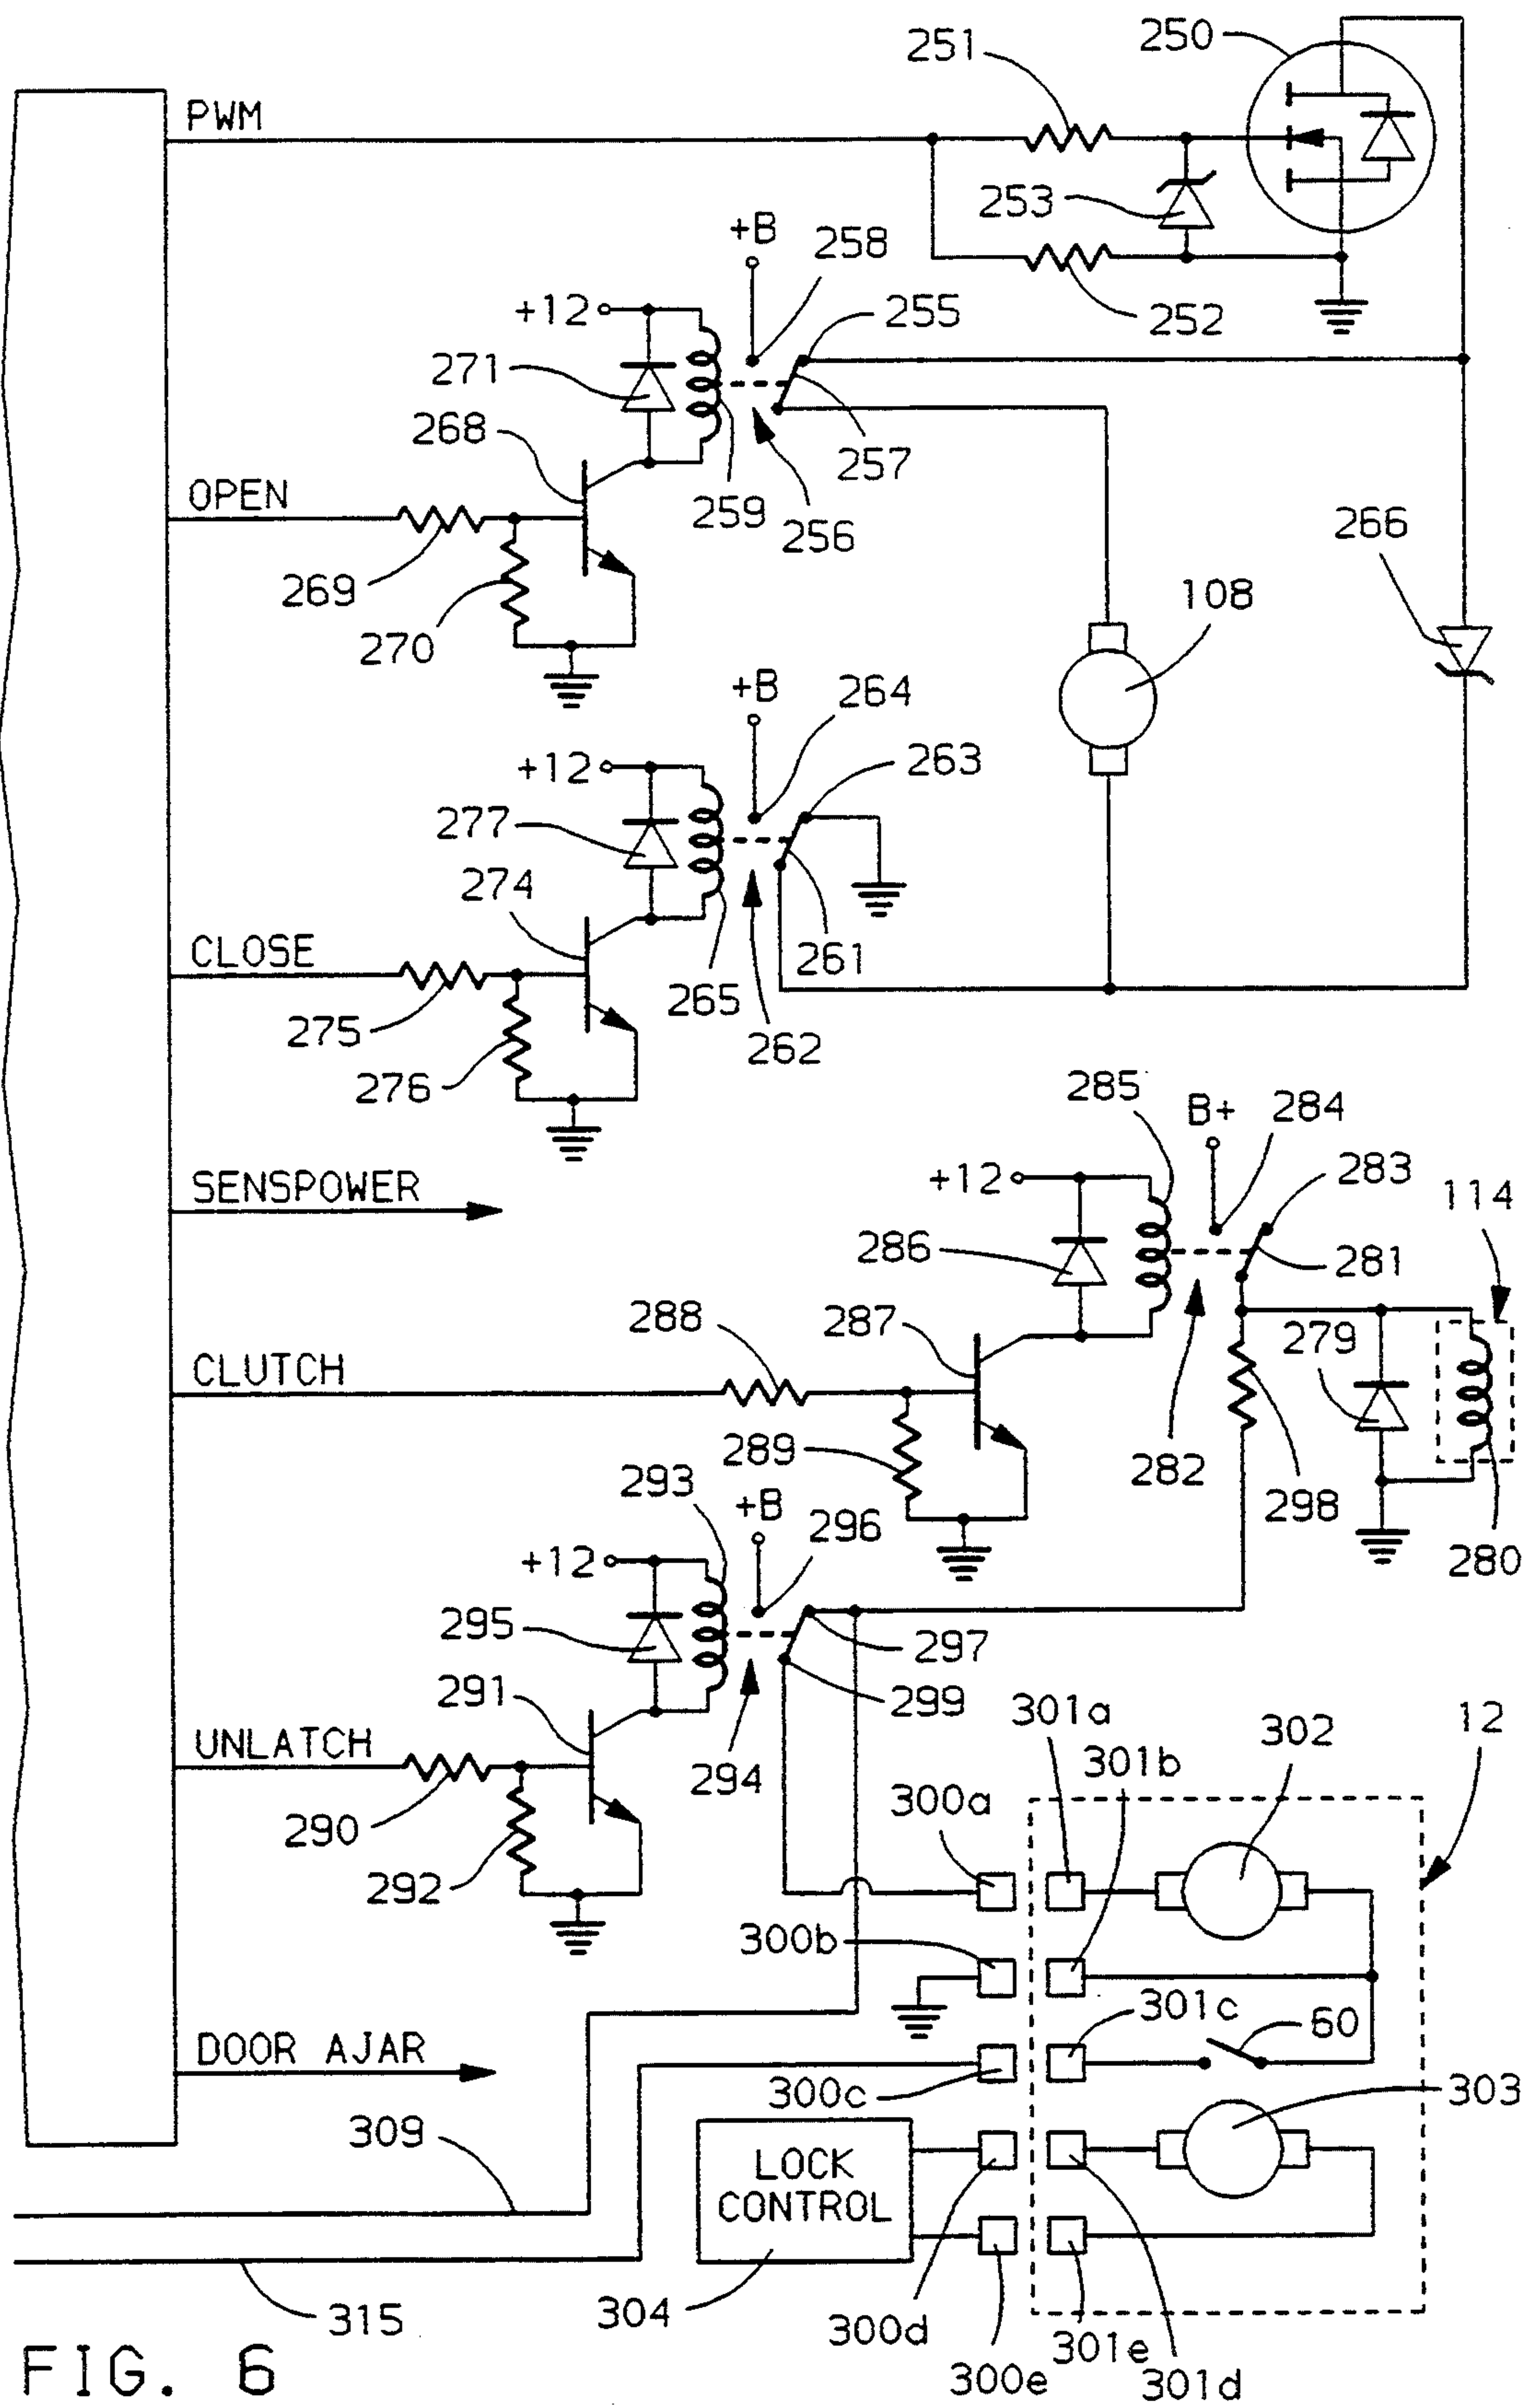 251
250
PWM
253
+B
258
+12
255
252
271
268
257
OPEN
259
256
266
269
108
270
+B
264
+12
263
277
274
CLOSE
261
265
275
262
276
285
B+
284
SENSPOWER
+12
283
114
286
281
288
287
279
CLUTCH
289
282
293
+B
298
296
280
+12
295
297
291
299
301a
302
12
UNLATCH
294
301b
300a
290
292
300b
301c
60
DOOR AJAR
300c
303
309
LOCK
CONTROL
304
315
300d
301e
300e
301d
FIG. 6